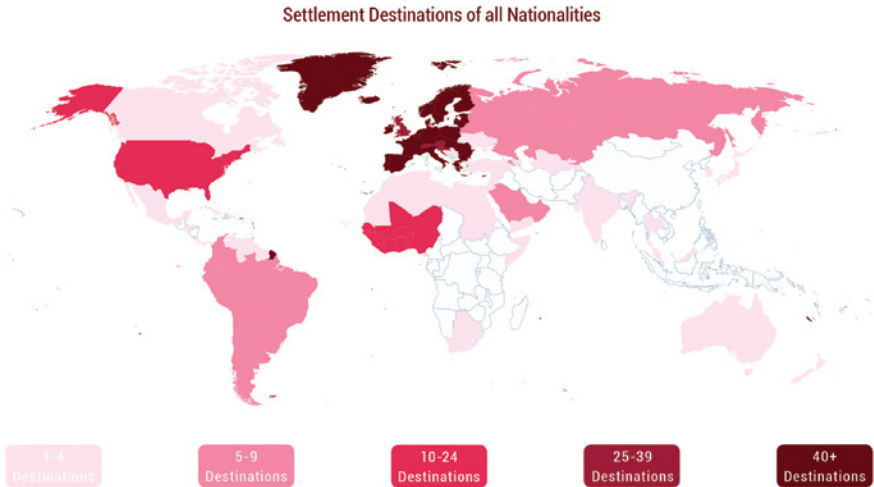 Settlement Destinations of all Nationalities
1-4
Destinations
5-9
Destinations
10-24
Destinations
25-39
Destinations
40+
Destinations